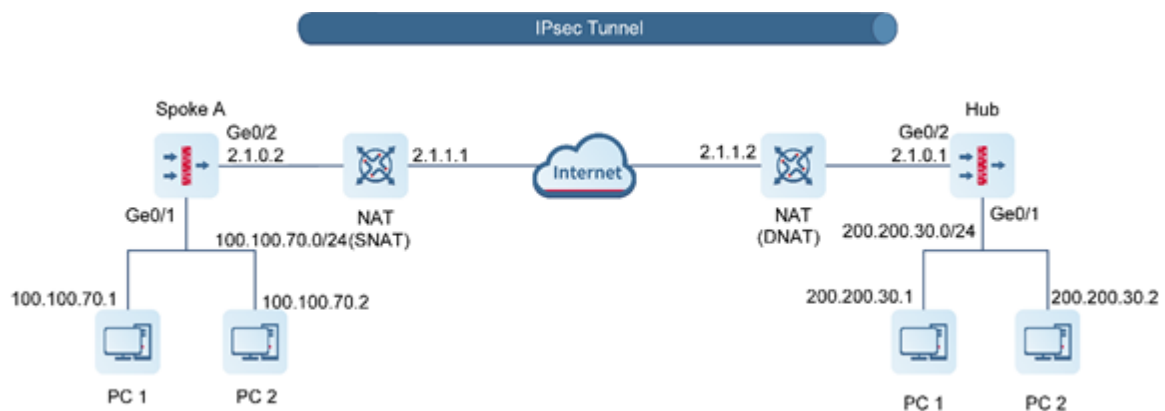 IPsec Tunnel
Spoke A
Ge0/2
2.1.0.2
2.1.1.1
Internet
2.1.1.2
Hub
Ge0/2
2.1.0.1
Ge0/1
NAT
100.100.70.0/24(SNAT)
NAT
(DNAT)
Ge0/1
200.200.30.0/24
100.100.70.1
100.100.70.2
200.200.30.1
200.200.30.2
PC 1
PC 2
PC 1
PC 2